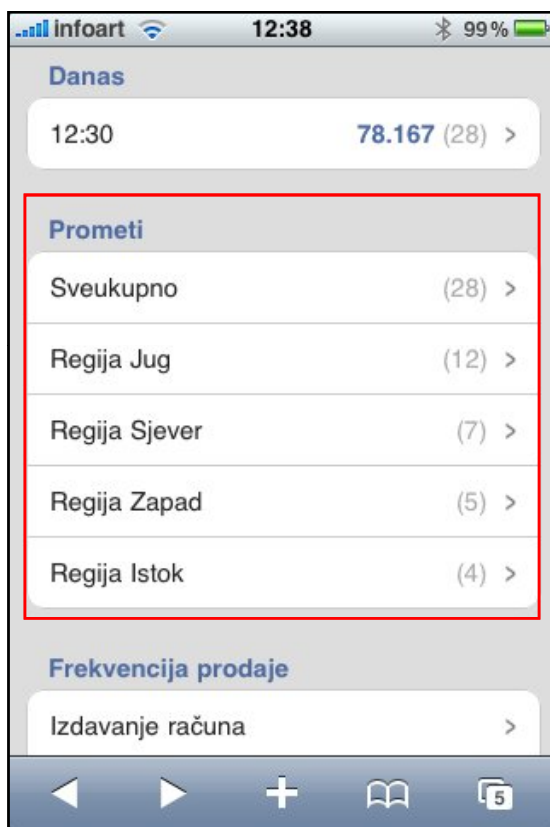 infoart 12:38 99%
Danas
12:30 78.167 (28) >
Prometi
Sveukupno (28) >
Regija Jug (12) >
Regija Sjever (7) >
Regija Zapad (5) >
Regija Istok (4) >
Frekvencija prodaje
Izdavanje računa >
5